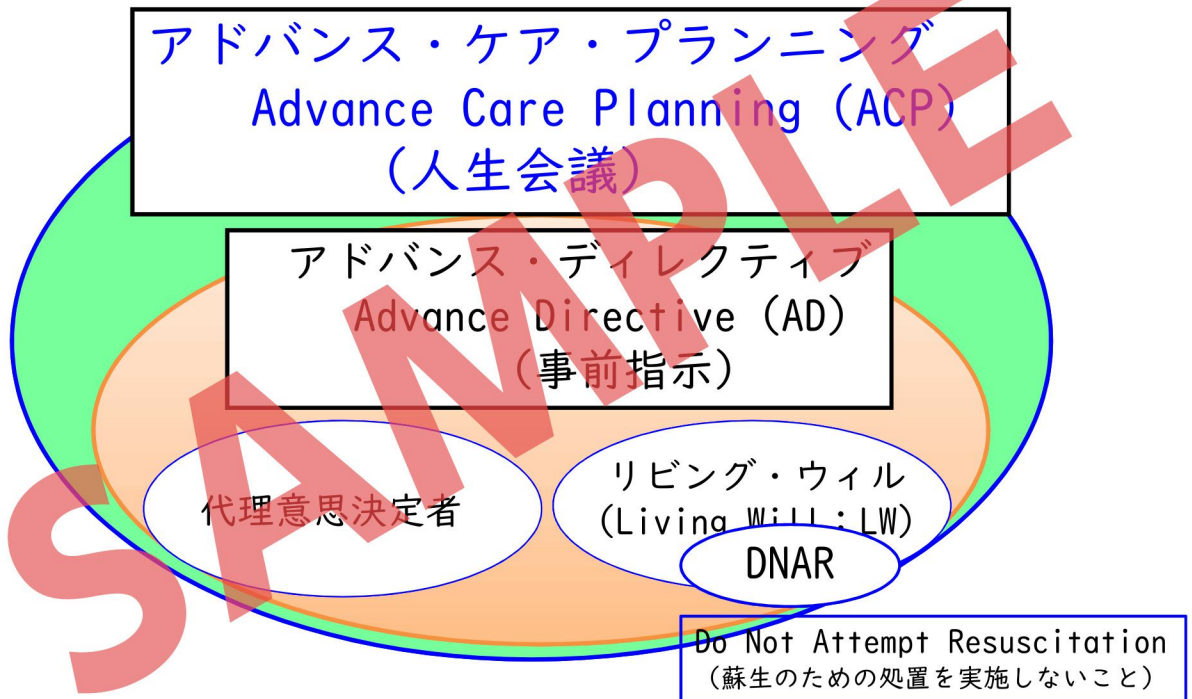 アドバンス・ケア・プランニング
Advance Care Planning (ACP)
(人生会議)
アドバンス・ディレクティブ
Advance Directive (AD)
(事前指示)
代理意思決定者
リビング・ウィル
(Living Will：LW)
DNAR
Do Not Attempt Resuscitation
(蘇生のための処置を実施しないこと)
SAMPLE